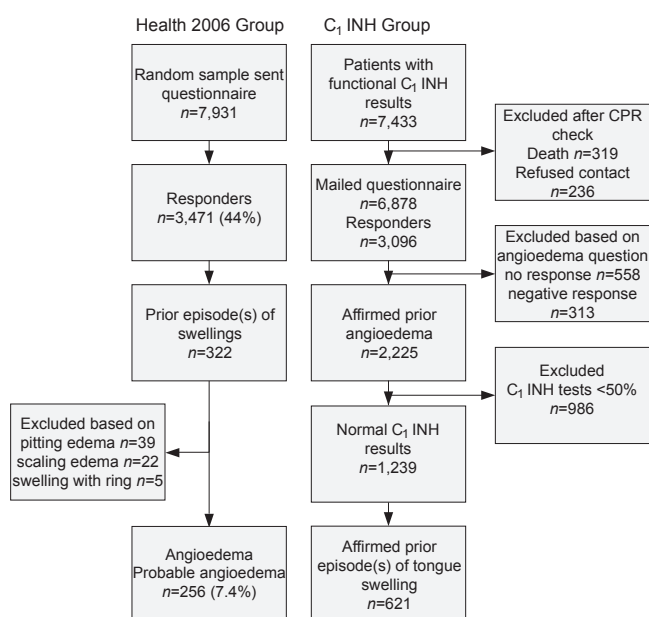 Health 2006 Group
Random sample sent
questionnaire
n=7,931
Responders
n=3,471 (44%)
Prior episode(s) of
swellings
n=322
Excluded based on
pitting edema n=39
scaling edema n=22
swelling with ring n=5
Angioedema
Probable angioedema
n=256 (7.4%)
C₁ INH Group
Patients with
functional C₁ INH
results
n=7,433
Excluded after CPR
check
Death n=319
Refused contact
n=236
Mailed questionnaire
n=6,878
Responders
n=3,096
Excluded based on
angioedema question
no response n=558
negative response
n=313
Affirmed prior
angioedema
n=2,225
Excluded
C₁ INH tests <50%
n=986
Normal C₁ INH
results
n=1,239
Affirmed prior
episode(s) of tongue
swelling
n=621